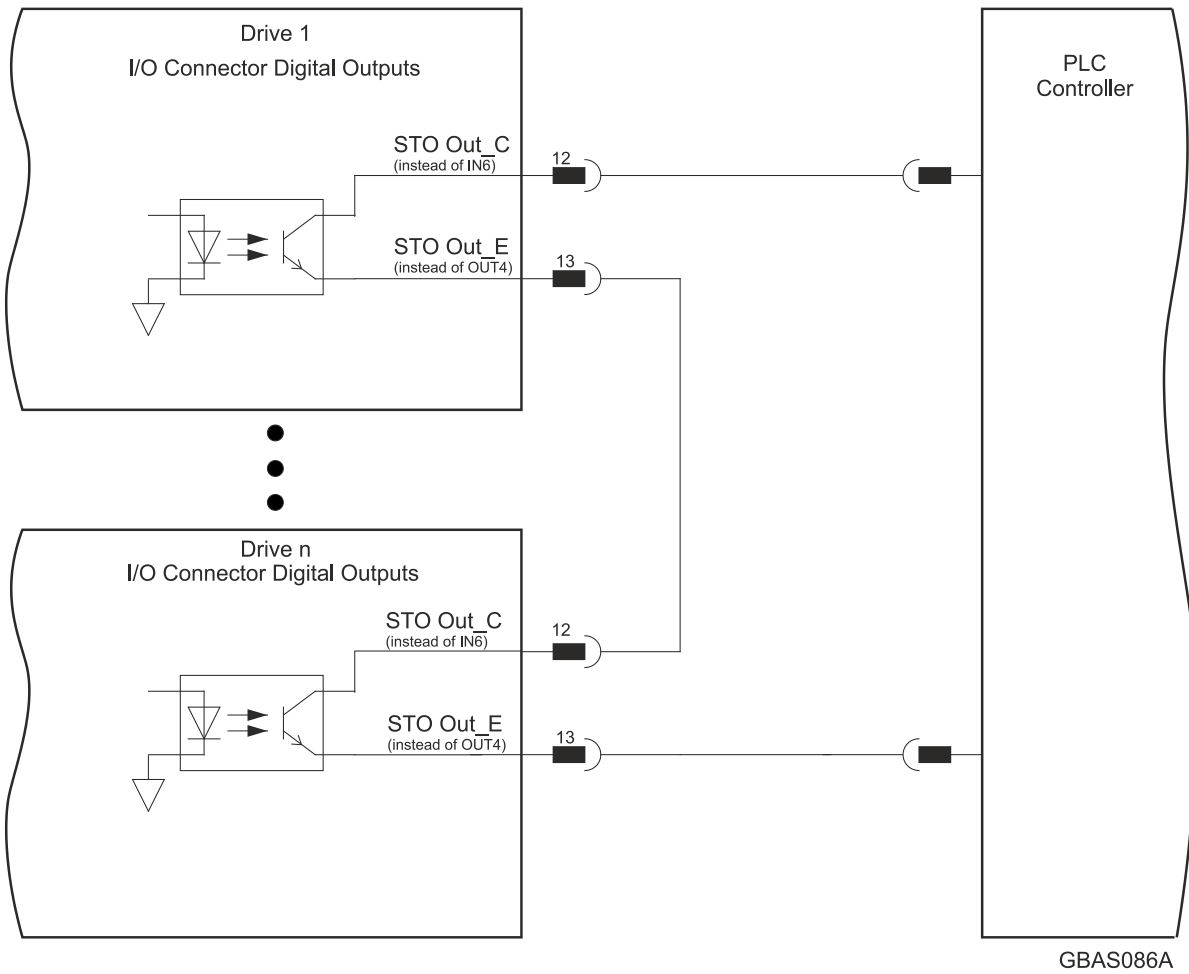 Drive 1
I/O Connector Digital Outputs
STO Out_C
(instead of IN6)
12
STO Out_E
(instead of OUT4)
13
PLC
Controller
Drive n
I/O Connector Digital Outputs
STO Out_C
(instead of IN6)
12
STO Out_E
(instead of OUT4)
13
GBAS086A